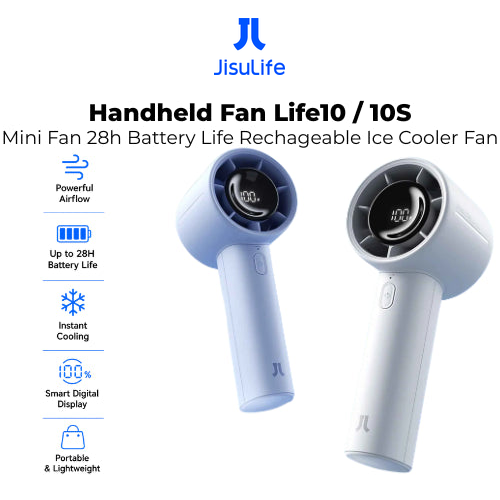 JisuLife
Handheld Fan Life10 / 10S
Mini Fan 28h Battery Life Rechageable Ice Cooler Fan
Powerful
Airflow
Up to 28H
Battery Life
Instant
Cooling
100%
Smart Digital
Display
Portable
& Lightweight
100
100